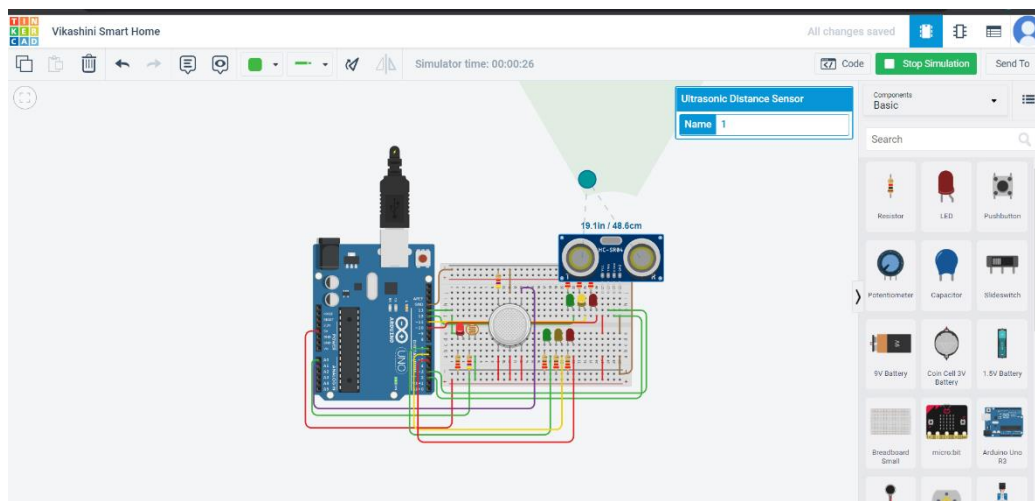 TIN
KER
CAD
Vikashini Smart Home
All changes saved
Simulator time: 00:00:26
Code
Stop Simulation
Send To
Ultrasonic Distance Sensor
Name 1
Components
Basic
Search
19.1in / 48.6cm
HC-SR04
ARDUINO
UNO
Resistor
LED
Pushbutton
Potentiometer
Capacitor
Slideswitch
9V
9V Battery
Coin Cell 3V
Battery
1.5V Battery
Breadboard
Small
micro:bit
Arduino Uno
R3